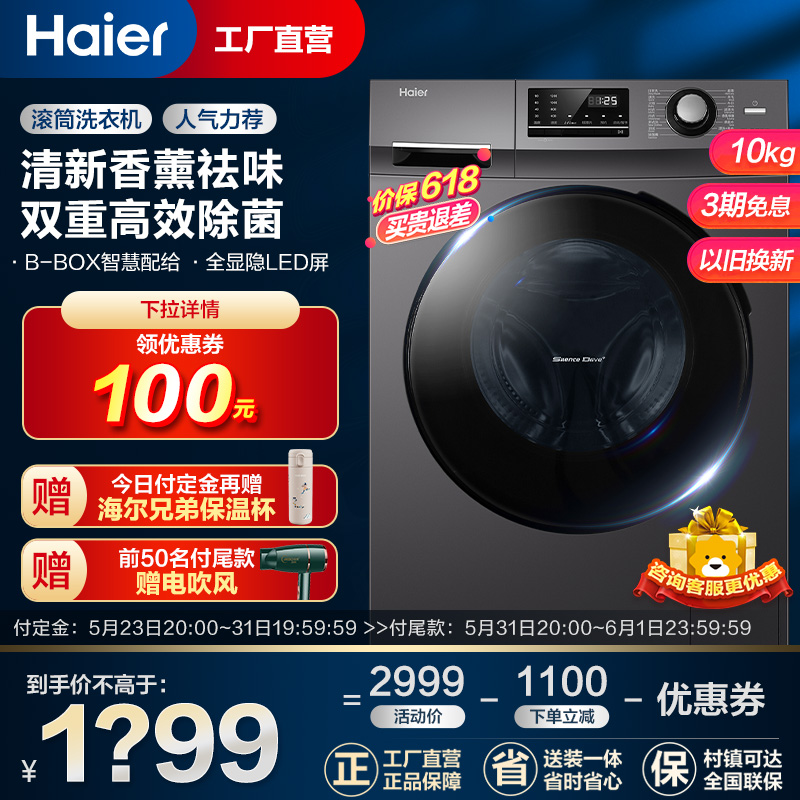 Haier 工厂直营
滚筒洗衣机 人气力荐
清新香薰祛味
双重高效除菌
· B-BOX智慧配给 · 全显隐LED屏
下拉详情
领优惠券
100元
赠
今日付定金再赠
海尔兄弟保温杯
赠
前50名付尾款
赠电吹风
Haier
价保618
买贵退差
10kg
3期免息
以旧换新
咨询客服更优惠
付定金：5月23日20:00~31日19:59:59 >>付尾款：5月31日20:00~6月1日23:59:59
到手价不高于：
¥1?99
=2999-1100-优惠券
活动价 下单立减
正 工厂直营
正品保障
省 送装一体
省时省心
保 村镇可达
全国联保